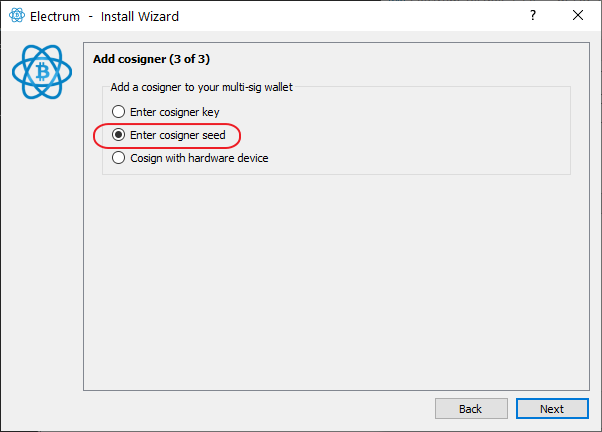 Electrum - Install Wizard
?
Add cosigner (3 of 3)
Add a cosigner to your multi-sig wallet
Enter cosigner key
Enter cosigner seed
Cosign with hardware device
Back
Next